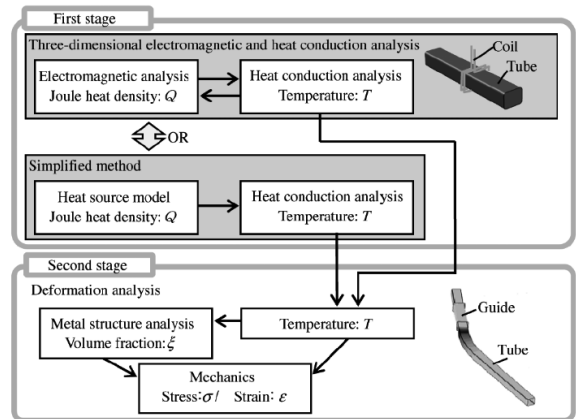 First stage
Three-dimensional electromagnetic and heat conduction analysis
Coil
Tube
Electromagnetic analysis
Joule heat density: Q
Heat conduction analysis
Temperature: T
OR
Simplified method
Heat source model
Joule heat density: Q
Heat conduction analysis
Temperature: T
Second stage
Deformation analysis
Metal structure analysis
Volume fraction: ξ
Temperature: T
Guide
Tube
Mechanics
Stress:σ/ Strain: ε